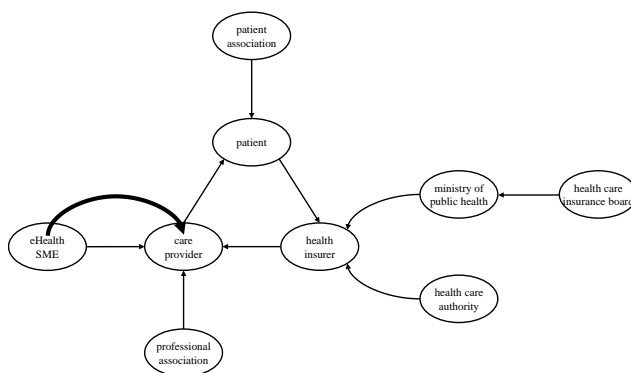 patient
association
patient
ministry of
public health
health care
insurance board
eHealth
SME
care
provider
health
insurer
health care
authority
professional
association